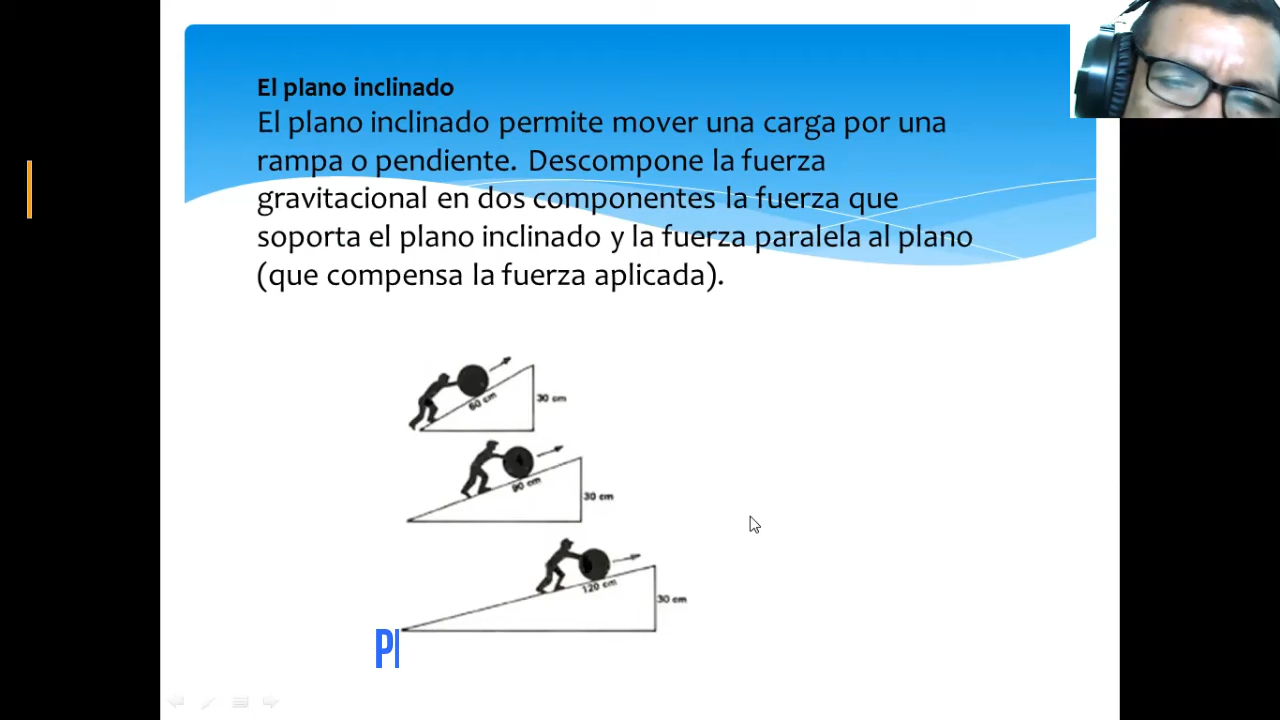 El plano inclinado
El plano inclinado permite mover una carga por una
rampa o pendiente. Descompone la fuerza
gravitacional en dos componentes la fuerza que
soporta el plano inclinado y la fuerza paralela al plano
(que compensa la fuerza aplicada).
60 cm
30 cm
90 cm
30 cm
120 cm
30 cm
PI